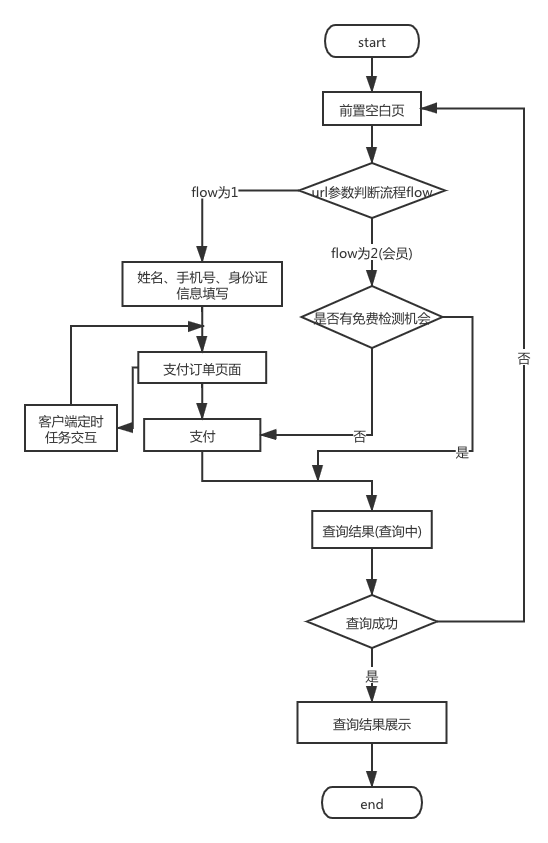 start
前置空白页
url参数判断流程flow
flow为1
flow为2(会员)
姓名、手机号、身份证
信息填写
是否有免费检测机会
支付订单页面
否
客户端定时
任务交互
支付
否
是
查询结果(查询中)
查询成功
是
查询结果展示
end